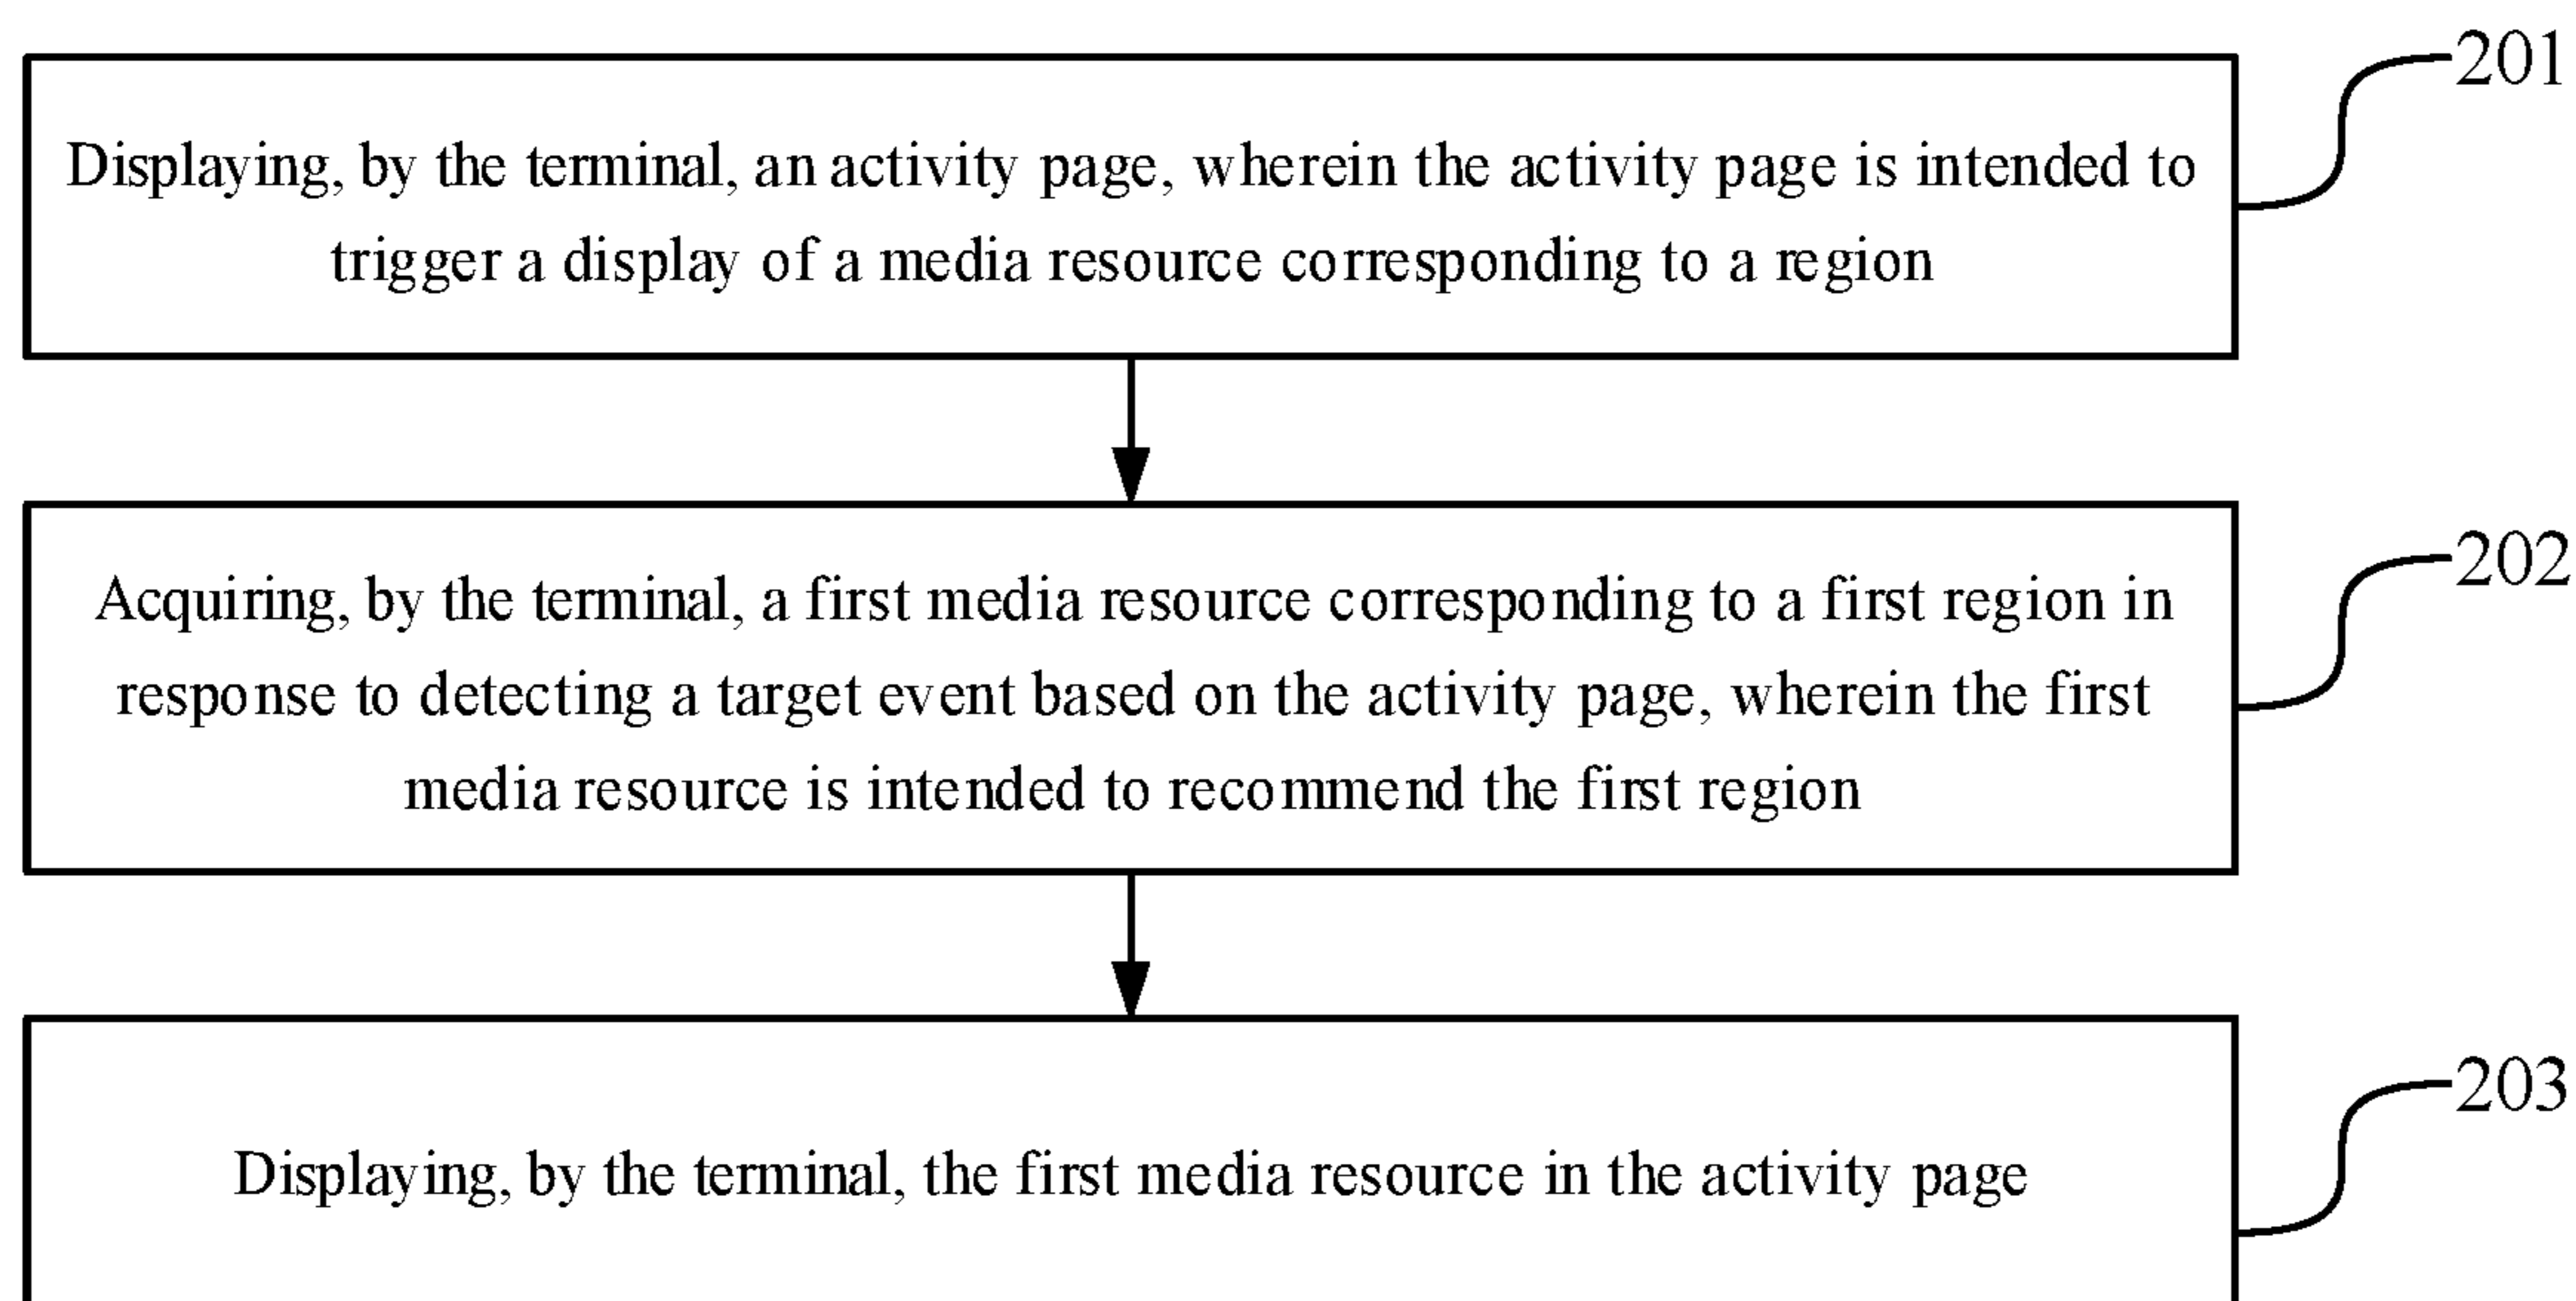 201
Displaying, by the terminal, an activity page, wherein the activity page is intended to
trigger a display of a media resource corresponding to a region
202
Acquiring, by the terminal, a first media resource corresponding to a first region in
response to detecting a target event based on the activity page, wherein the first
media resource is intended to recommend the first region
203
Displaying, by the terminal, the first media resource in the activity page